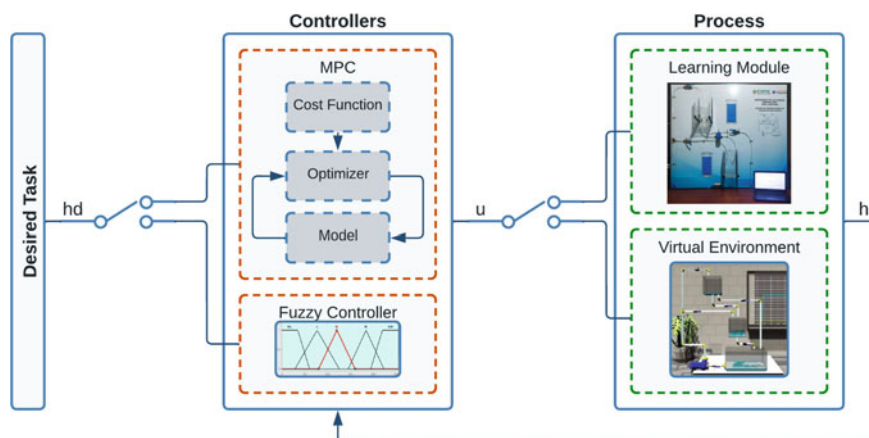 Controllers
Process
MPC
Cost Function
Optimizer
Model
Fuzzy Controller
Desired Task
hd
u
Learning Module
Virtual Environment
h